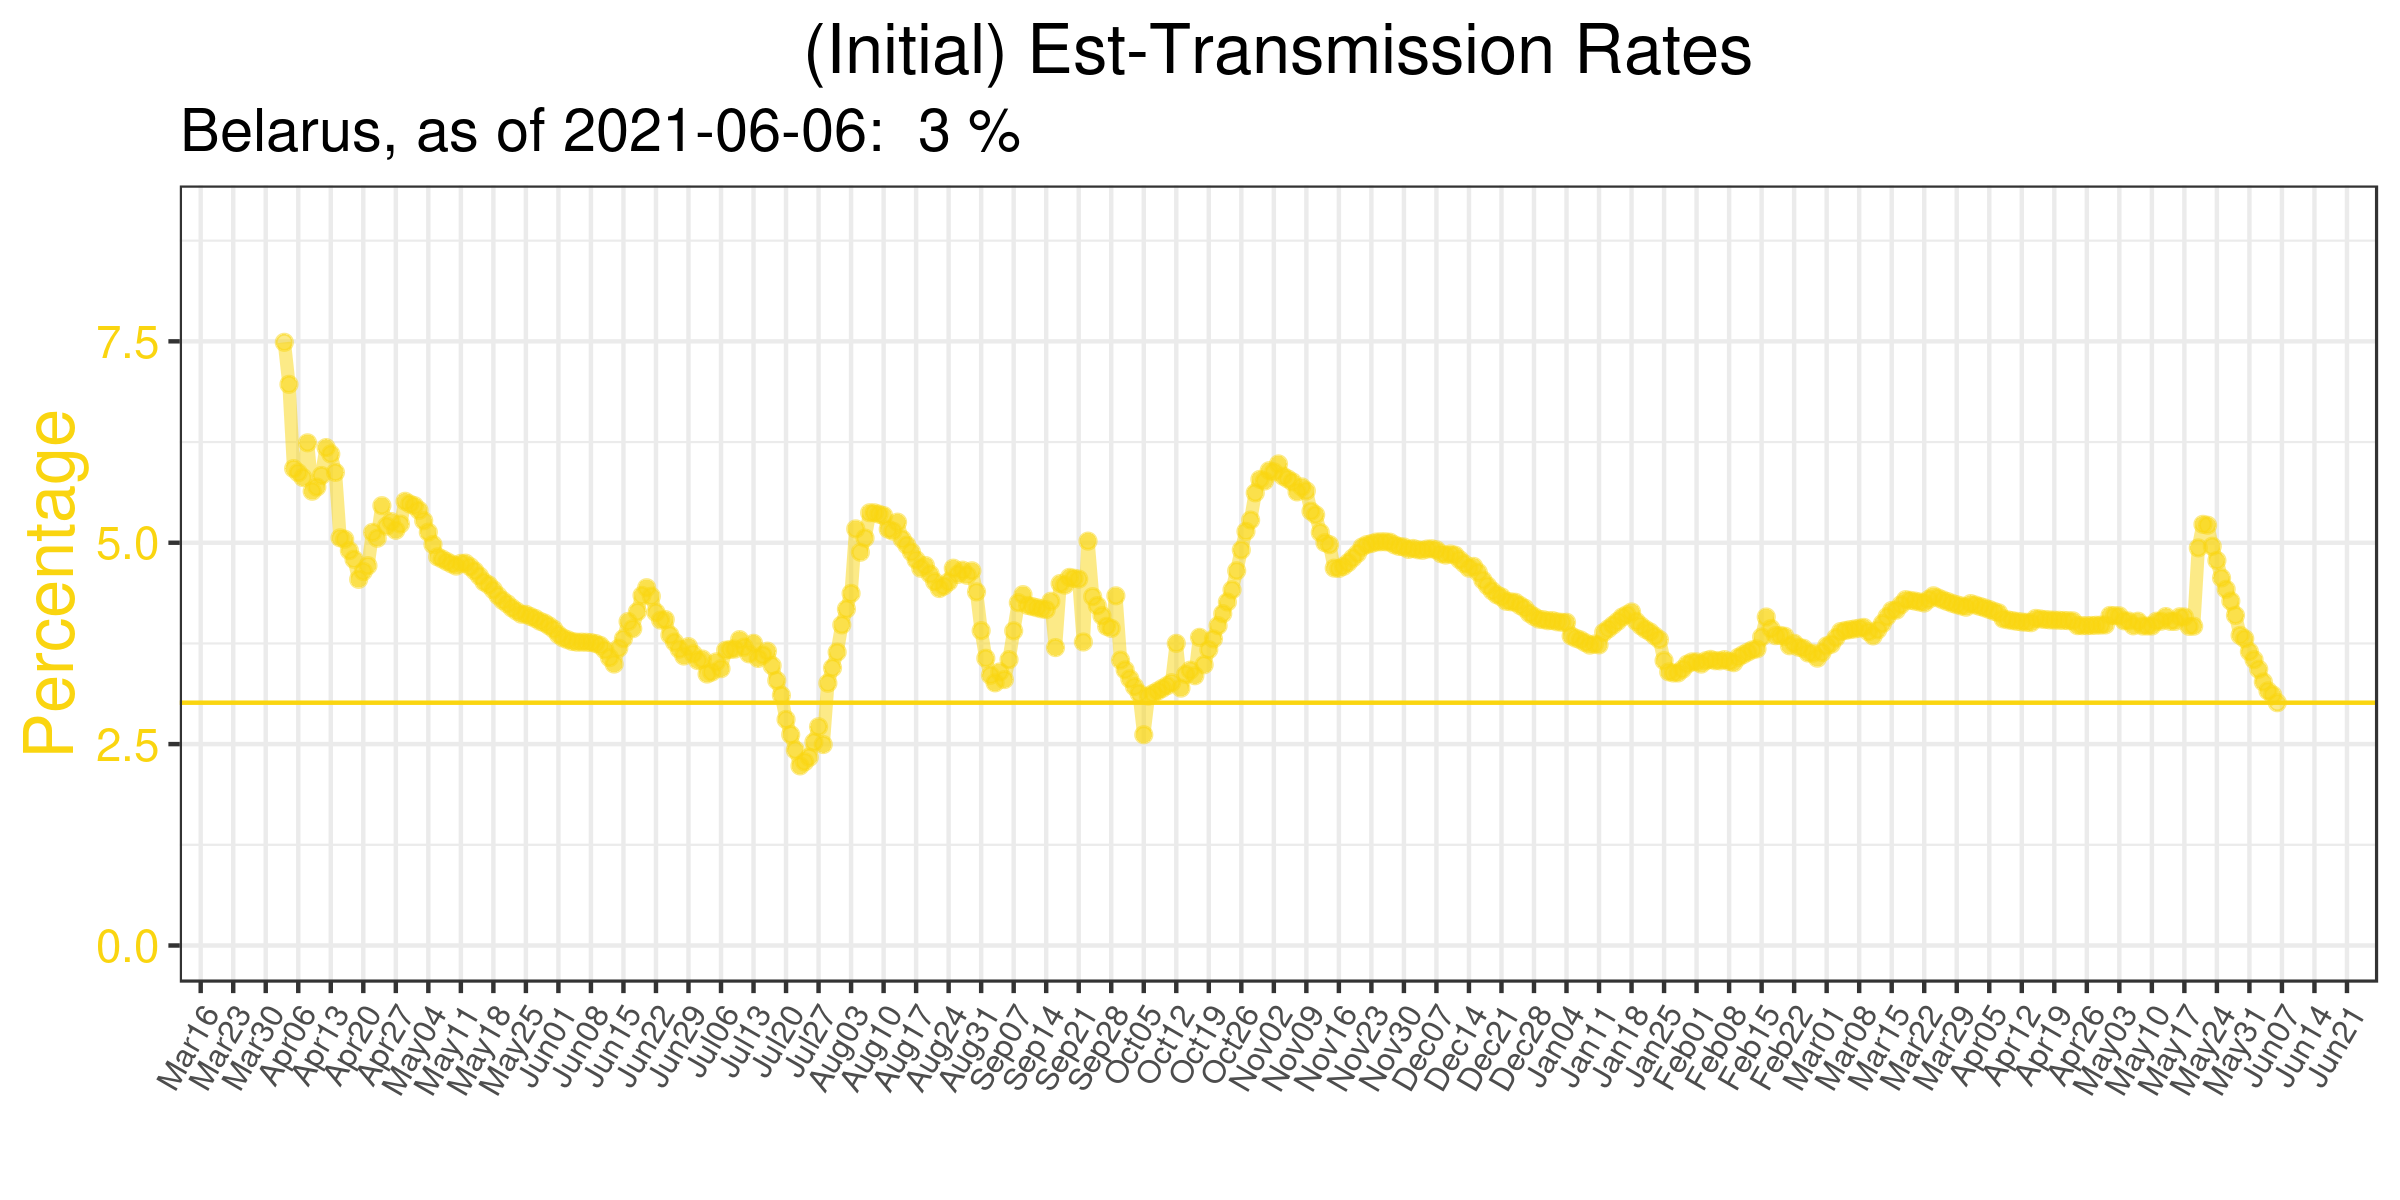 (Initial) Est-Transmission Rates
Belarus, as of 2021-06-06:  3 %
Percentage
7.5
5.0
2.5
0.0
Mar16
Mar23
Mar30
Apr06
Apr13
Apr20
Apr27
May04
May11
May18
May25
Jun01
Jun08
Jun15
Jun22
Jun29
Jul06
Jul13
Jul20
Jul27
Aug03
Aug10
Aug17
Aug24
Aug31
Sep07
Sep14
Sep21
Sep28
Oct05
Oct12
Oct19
Oct26
Nov02
Nov09
Nov16
Nov23
Nov30
Dec07
Dec14
Dec21
Dec28
Jan04
Jan11
Jan18
Jan25
Feb01
Feb08
Feb15
Feb22
Mar01
Mar08
Mar15
Mar22
Mar29
Apr05
Apr12
Apr19
Apr26
May03
May10
May17
May24
May31
Jun07
Jun14
Jun21